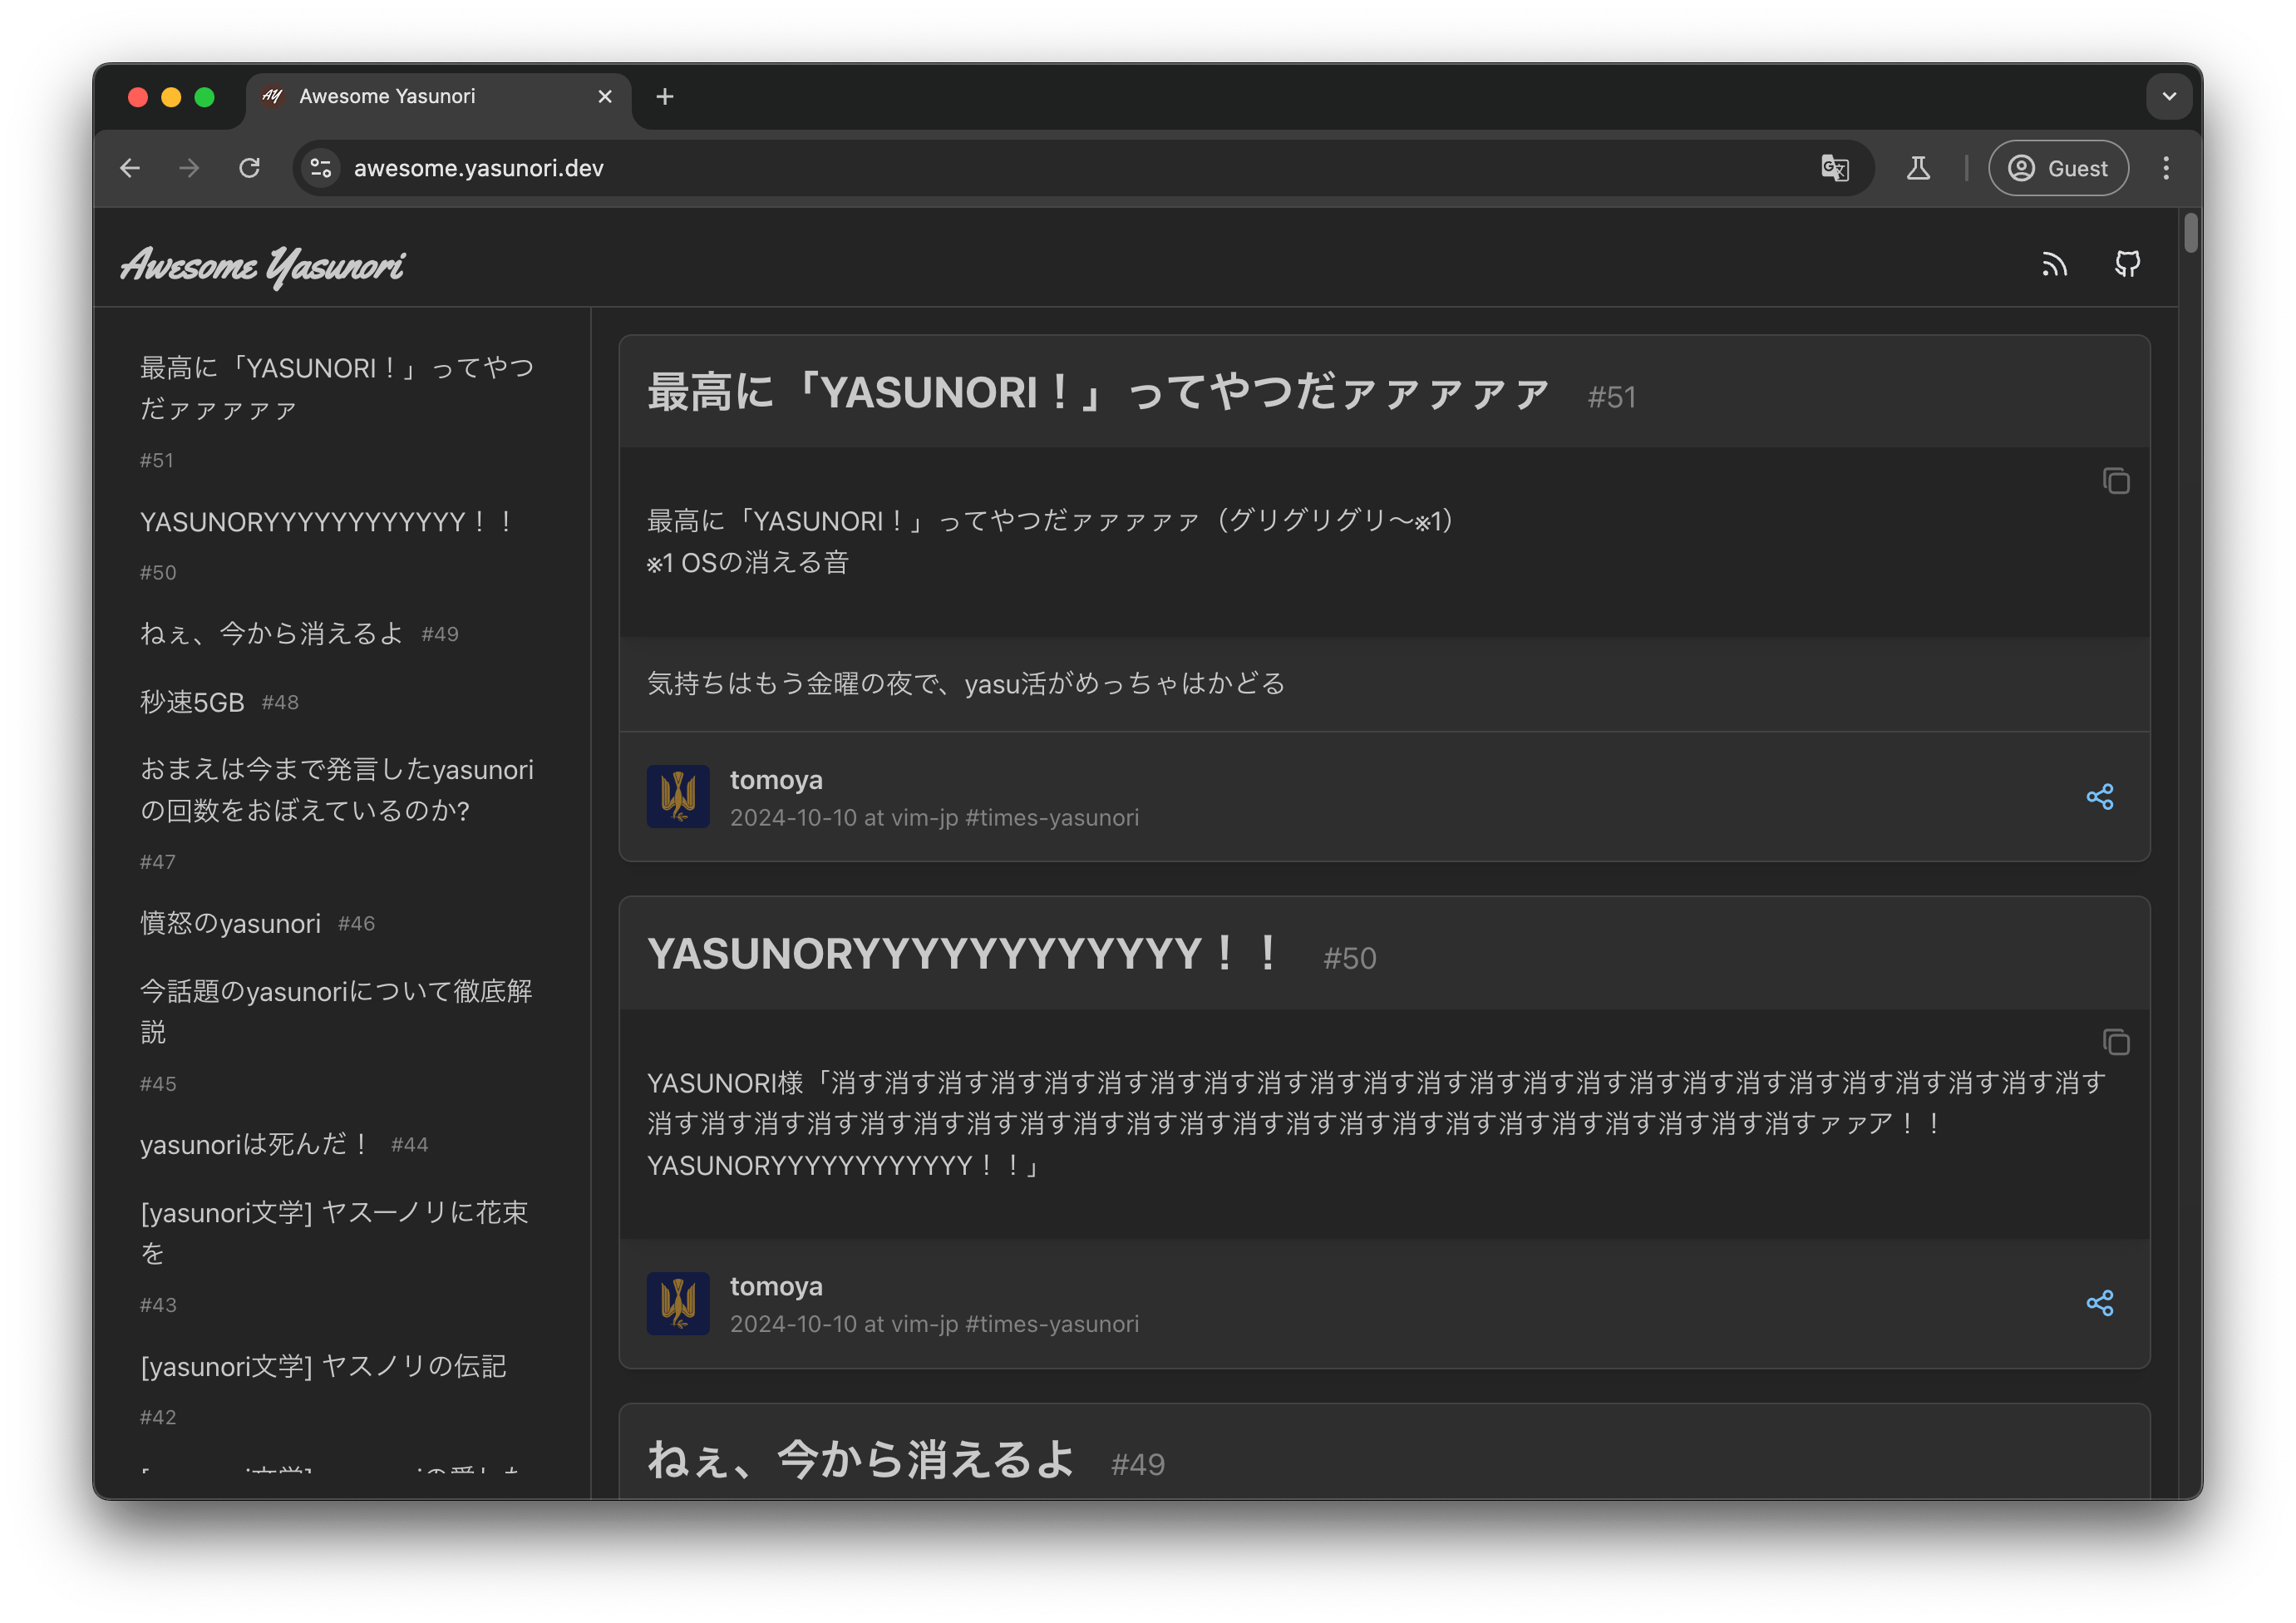 Awesome Yasunori
awesome.yasunori.dev
Guest
Awesome Yasunori
最高に「YASUNORI！」ってやつ
だァァァァァ
#51
YASUNORYYYYYYYYYYYY！！
#50
ねぇ、今から消えるよ #49
秒速5GB #48
おまえは今まで発言したyasunori
の回数をおぼえているのか?
#47
憤怒のyasunori #46
今話題のyasunoriについて徹底解
説
#45
yasunoriは死んだ！ #44
[yasunori文学] ヤス一ノリに花束
を
#43
[yasunori文学] ヤスノリの伝記
#42
最高に「YASUNORI！」ってやつだァァァァァ #51
最高に「YASUNORI！」ってやつだァァァァァ（グリグリグリ〜※1）
※1 OSの消える音
気持ちはもう金曜の夜で、yasu活がめっちゃはかどる
tomoya
2024-10-10 at vim-jp #times-yasunori
YASUNORYYYYYYYYYYYY！！ #50
YASUNORI様「消す消す消す消す消す消す消す消す消す消す消す消す消す消す消す消す消す消す消す消す消す消す消す消す
消す消す消す消す消す消す消す消す消す消す消す消す消す消す消す消す消す消す消す消す消す消すァァア！！
YASUNORYYYYYYYYYYYY！！」
tomoya
2024-10-10 at vim-jp #times-yasunori
ねぇ、今から消えるよ #49